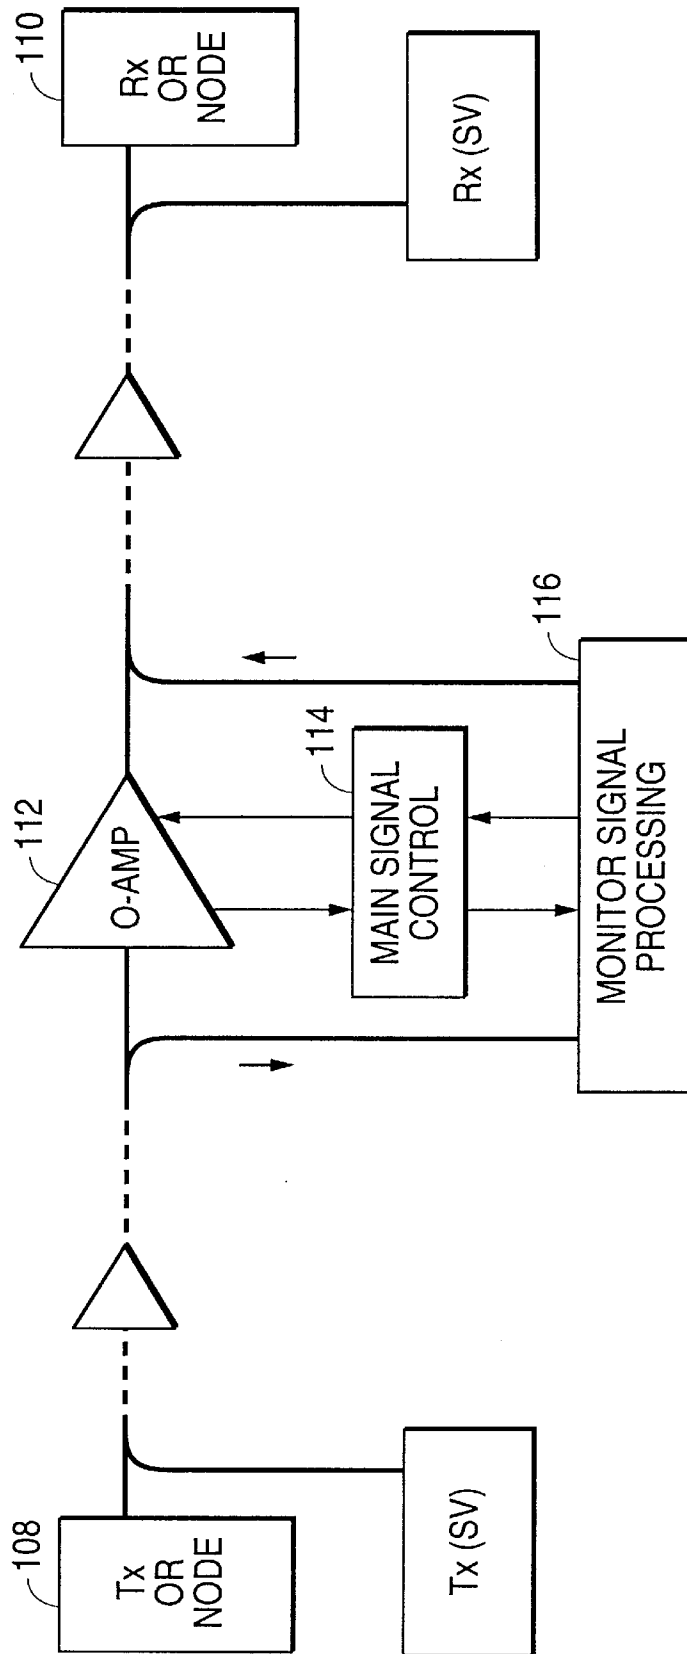 108
Tx
OR
NODE
Tx (SV)
112
O-AMP
114
MAIN SIGNAL
CONTROL
116
MONITOR SIGNAL
PROCESSING
110
Rx
OR
NODE
Rx (SV)